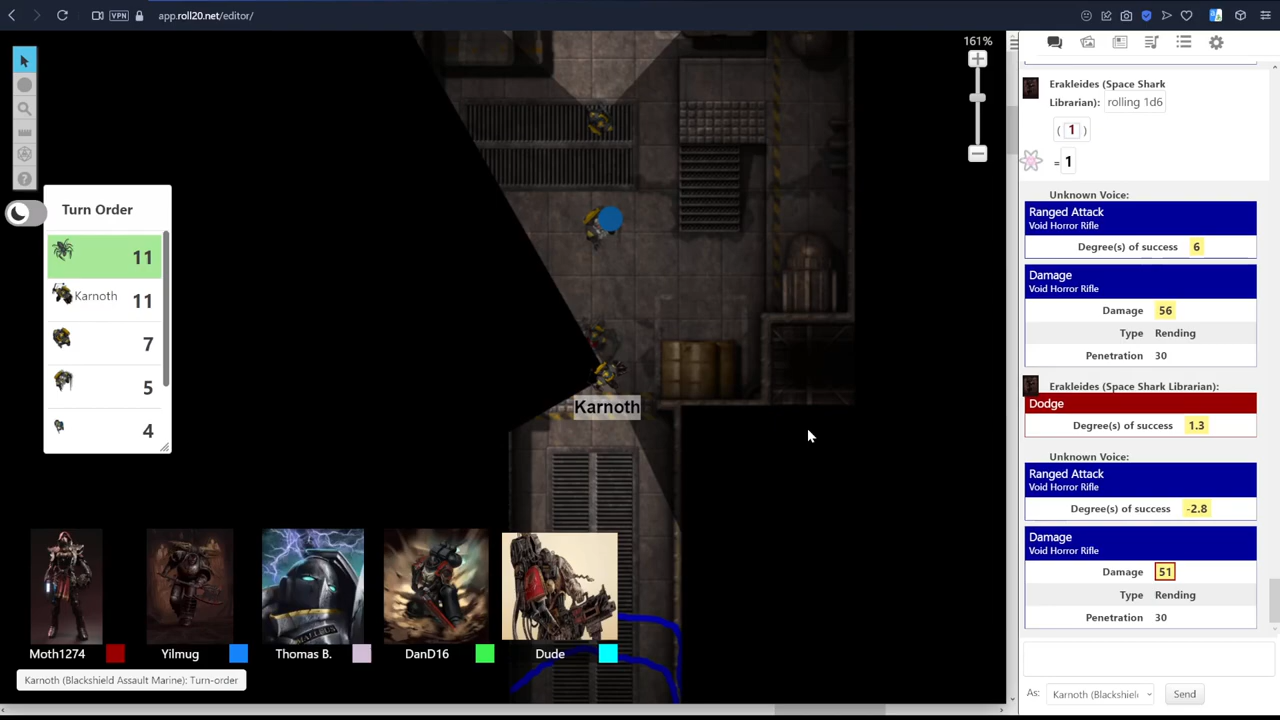 VPN
app.roll20.net/editor/
161%
Turn Order
11
Karnoth
11
7
5
4
Karnoth
Moth1274
Yilmug
Thomas B.
DanD16
Dude
Karnoth (Blackshield Assault Marine): Turn-order
Erakleides (Space Shark
Librarian): rolling 1d6
( 1 )
= 1
Unknown Voice:
Ranged Attack
Void Horror Rifle
Degree(s) of success 6
Damage
Void Horror Rifle
Damage 56
Type Rending
Penetration 30
Erakleides (Space Shark Librarian):
Dodge
Degree(s) of success 1.3
Unknown Voice:
Ranged Attack
Void Horror Rifle
Degree(s) of success -2.8
Damage
Void Horror Rifle
Damage 51
Type Rending
Penetration 30
As: Karnoth (Blackshiel
Send